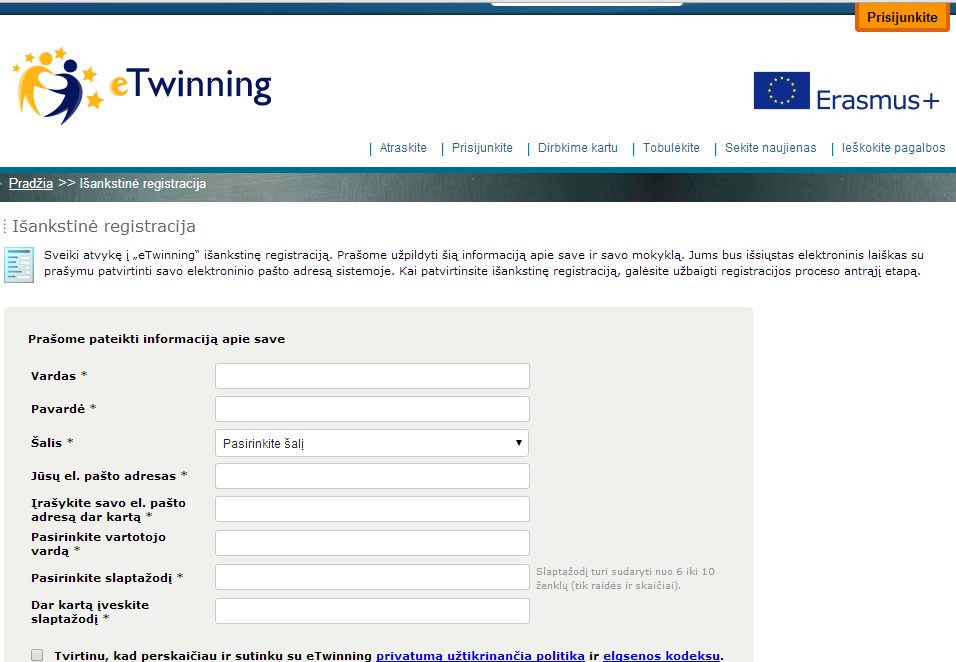 Prisijunkite
eTwinning
Erasmus+
| Atraskite | Prisijunkite | Dirbkime kartu | Tobulėkite | Sekite naujienas | Ieškokite pagalbos
Pradžia >> Išankstinė registracija
Išankstinė registracija
Sveiki atvykę į „eTwinning“ išankstinę registraciją. Prašome užpildyti šią informaciją apie save ir savo mokyklą. Jums bus išsiųstas elektroninis laiškas su
prašymu patvirtinti savo elektroninio pašto adresą sistemoje. Kai patvirtinsite išankstinę registraciją, galėsite užbaigti registracijos proceso antrąjį etapą.
Prašome pateikti informaciją apie save
Vardas *
Pavardė *
Šalis * Pasirinkite šalį
Jūsų el. pašto adresas *
Įrašykite savo el. pašto
adresą dar kartą *
Pasirinkite vartotojo
vardą *
Pasirinkite slaptažodį * Slaptažodį turi sudaryti nuo 6 iki 10
ženklų (tik raidės ir skaičiai).
Dar kartą įveskite
slaptažodį *
Tvirtinu, kad perskaičiau ir sutinku su eTwinning privatumą užtikrinančia politika ir elgsenos kodeksu.